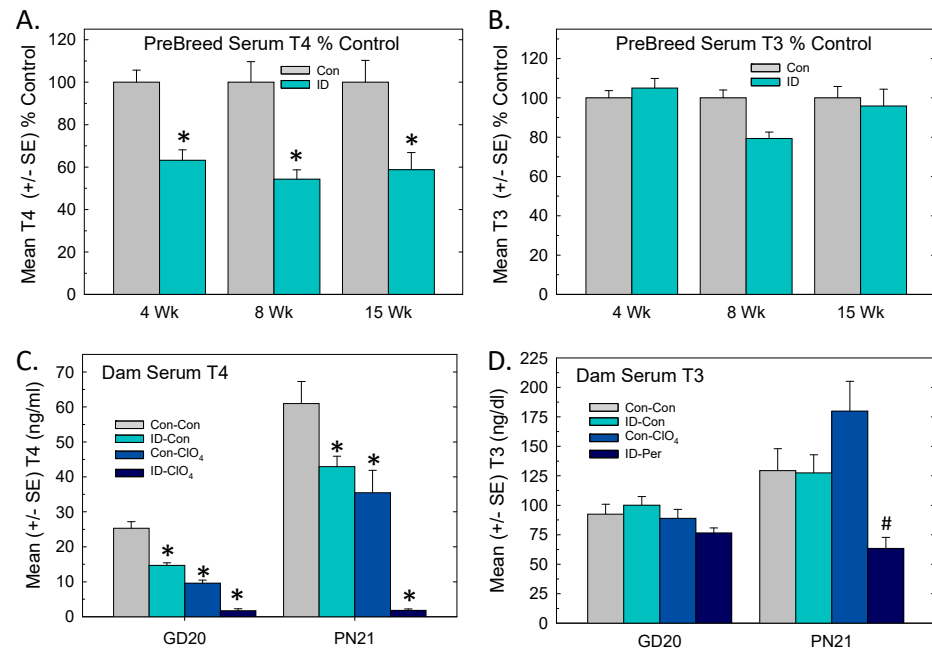 A.
PreBreed Serum T4 % Control
Con
ID
Mean T4 (+/- SE) % Control
120
100
80
60
40
20
0
*
*
*
4 Wk
8 Wk
15 Wk
B.
PreBreed Serum T3 % Control
Con
ID
Mean T3 (+/- SE) % Control
120
100
80
60
40
20
0
4 Wk
8 Wk
15 Wk
C.
Dam Serum T4
Con-Con
ID-Con
Con-ClO₄
ID-ClO₄
Mean (+/- SE) T4 (ng/ml)
70
60
50
40
30
20
10
0
*
*
*
*
*
*
GD20
PN21
D.
Dam Serum T3
Con-Con
ID-Con
Con-ClO₄
ID-Per
Mean (+/- SE) T3 (ng/dl)
225
200
175
150
125
100
75
50
25
0
#
GD20
PN21